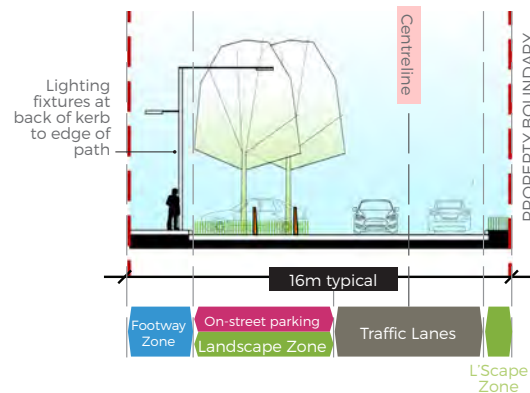 Lighting
fixtures at
back of kerb
to edge of
path
Centreline
PROPERTY BOUNDARY
16m typical
Footway
Zone
On-street parking
Landscape Zone
Traffic Lanes
L'Scape
Zone